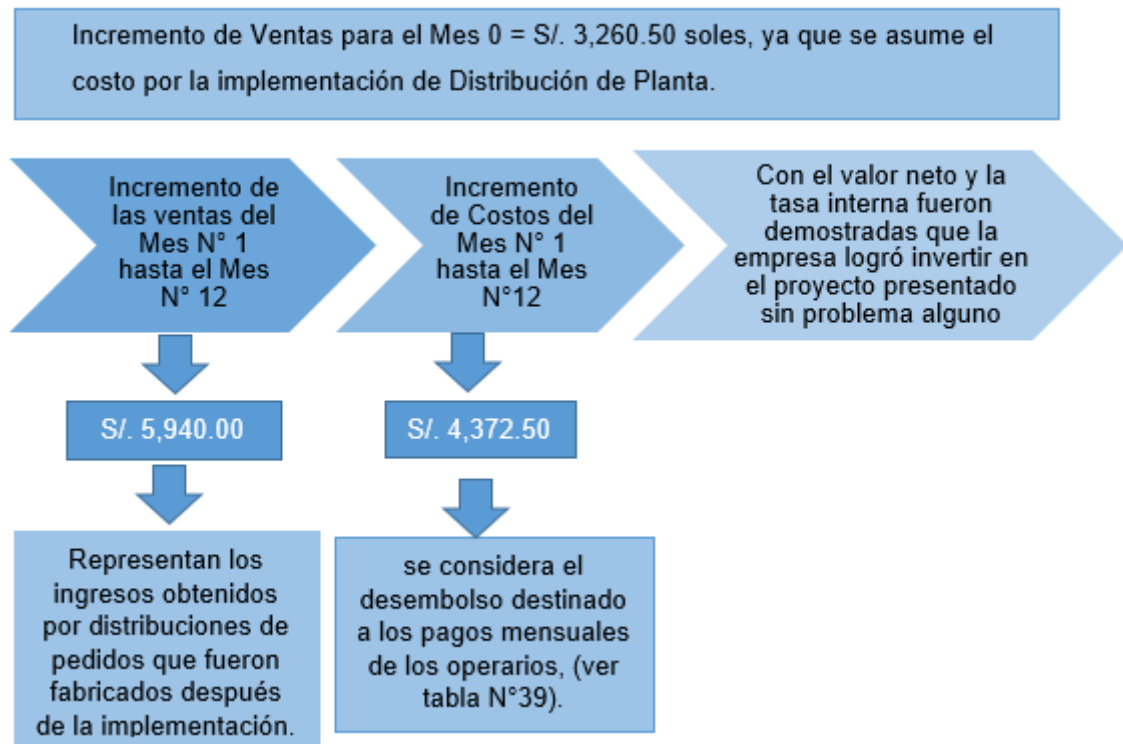 Incremento de Ventas para el Mes 0 = S/. 3,260.50 soles, ya que se asume el
costo por la implementación de Distribución de Planta.
Incremento de
las ventas del
Mes N° 1
hasta el Mes
N° 12
Incremento
de Costos del
Mes N° 1
hasta el Mes
N°12
Con el valor neto y la
tasa interna fueron
demostradas que la
empresa logró invertir en
el proyecto presentado
sin problema alguno
S/. 5,940.00
S/. 4,372.50
Representan los
ingresos obtenidos
por distribuciones de
pedidos que fueron
fabricados después
de la implementación.
se considera el
desembolso destinado
a los pagos mensuales
de los operarios, (ver
tabla N°39).